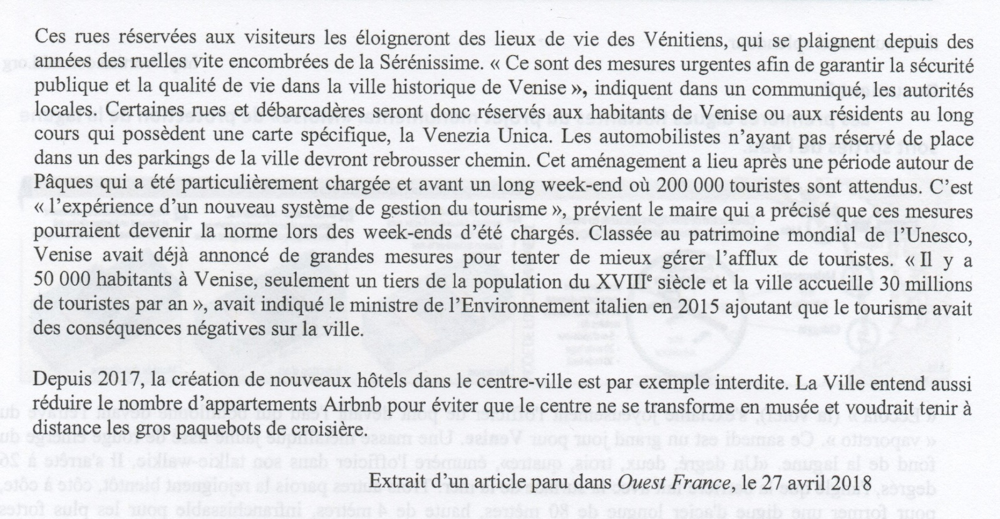 Ces rues réservées aux visiteurs les éloigneront des lieux de vie des Vénitiens, qui se plaignent depuis des
années des ruelles vite encombrées de la Sérénissime. « Ce sont des mesures urgentes afin de garantir la sécurité
publique et la qualité de vie dans la ville historique de Venise », indiquent dans un communiqué, les autorités
locales. Certaines rues et débarcadères seront donc réservés aux habitants de Venise ou aux résidents au long
cours qui possèdent une carte spécifique, la Venezia Unica. Les automobilistes n’ayant pas réservé de place
dans un des parkings de la ville devront rebrousser chemin. Cet aménagement a lieu après une période autour de
Pâques qui a été particulièrement chargée et avant un long week-end où 200 000 touristes sont attendus. C’est
« l’expérience d’un nouveau système de gestion du tourisme », prévient le maire qui a précisé que ces mesures
pourraient devenir la norme lors des week-ends d’été chargés. Classée au patrimoine mondial de l’Unesco,
Venise avait déjà annoncé de grandes mesures pour tenter de mieux gérer l’afflux de touristes. « Il y a
50 000 habitants à Venise, seulement un tiers de la population du XVIIIe siècle et la ville accueille 30 millions
de touristes par an », avait indiqué le ministre de l’Environnement italien en 2015 ajoutant que le tourisme avait
des conséquences négatives sur la ville.
Depuis 2017, la création de nouveaux hôtels dans le centre-ville est par exemple interdite. La Ville entend aussi
réduire le nombre d’appartements Airbnb pour éviter que le centre ne se transforme en musée et voudrait tenir à
distance les gros paquebots de croisière.
Extrait d’un article paru dans Ouest France, le 27 avril 2018